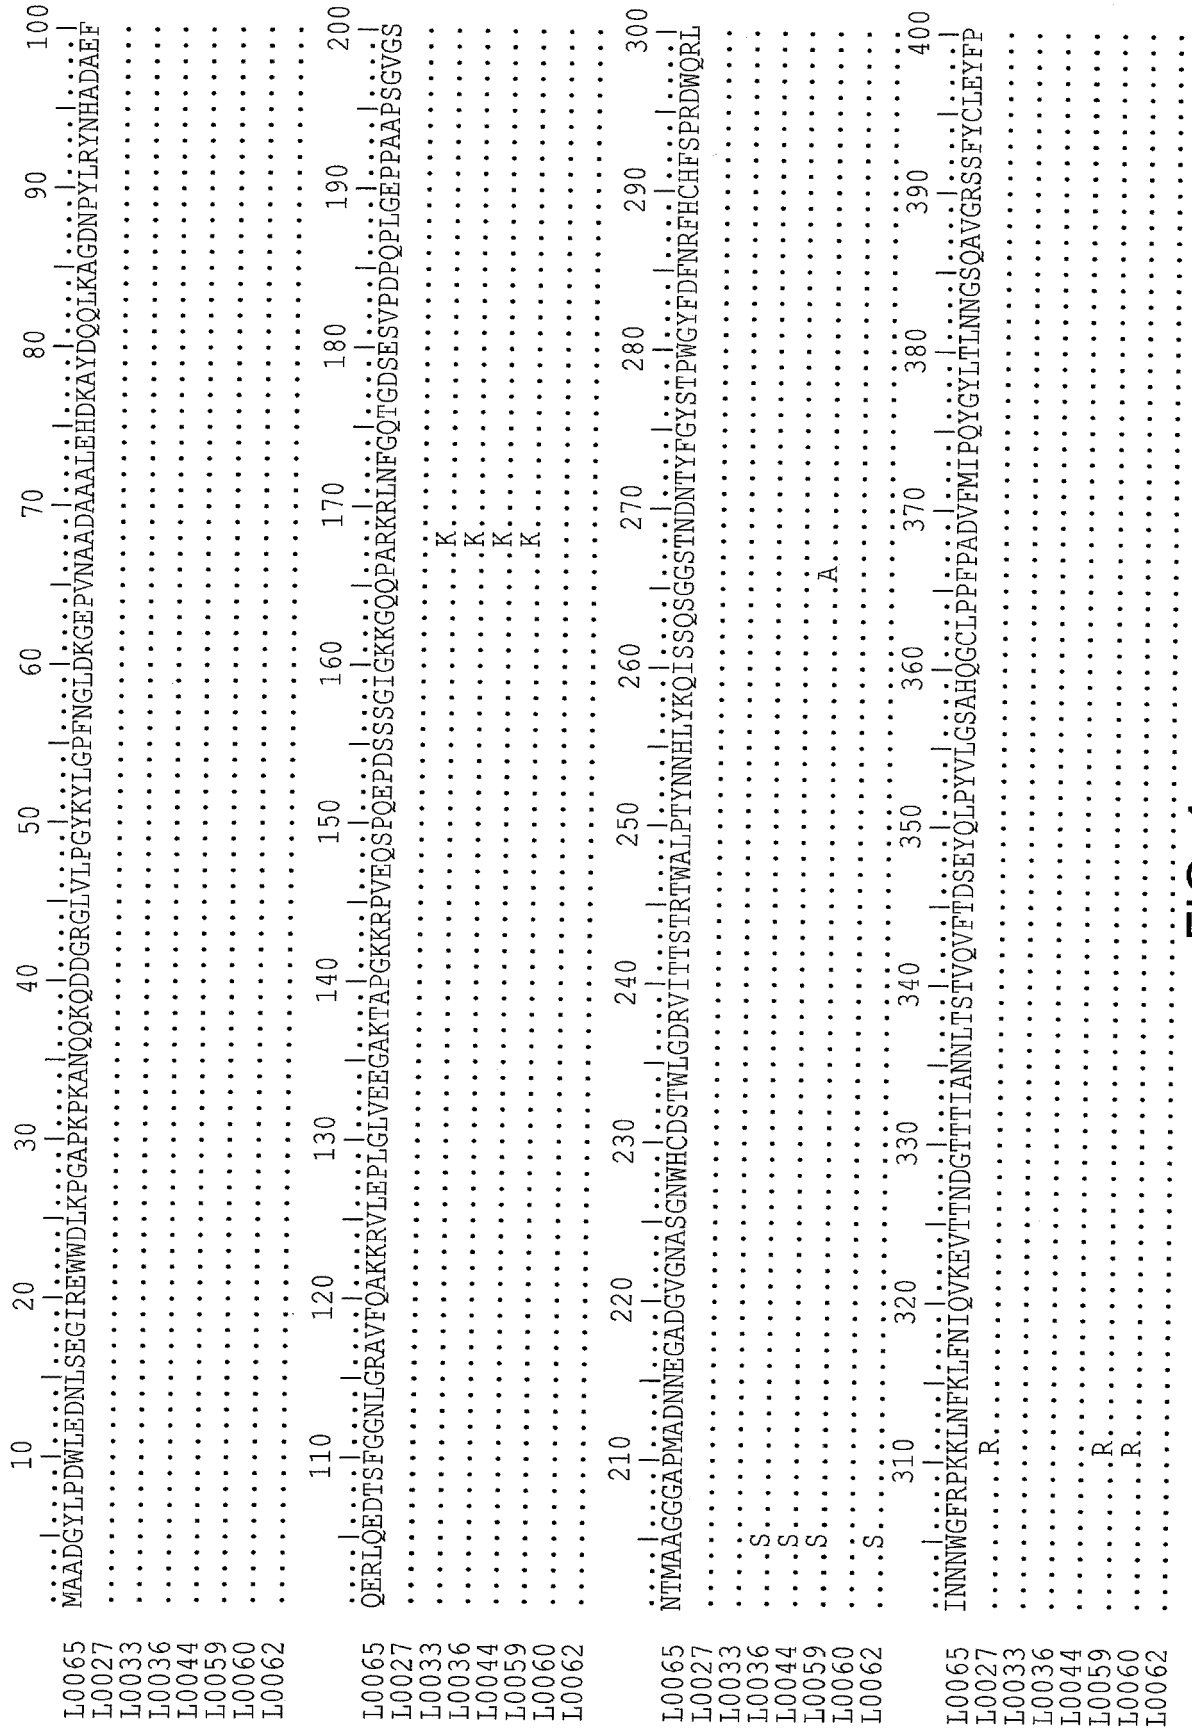 10 20 30 40 50 60 70 80 90 100
L0065 MAADGYLPDWLEDNLSEGIREWWDLKPGAPKPKANQQKQDDGRGLVLPGYKYLGPFNGLDKGEPVNAADAAALEHDKAYDQQLKAGDNPYLRYNHADAEF
L0027
L0033
L0036
L0044
L0059
L0060
L0062
110 120 130 140 150 160 170 180 190 200
L0065 QERLQEDTSFGGNLGRAVFQAKKRVLEPLGLVEEGAKTAPGKKRPVEQSPQEPDSSSGIGKKGQQPARKRLNFGQTGDSESVPDPQPLGEPPAAPSGVGS
L0027
L0033 K
L0036 K
L0044 K
L0059 K
L0060
L0062
210 220 230 240 250 260 270 280 290 300
L0065 NTMAAGGGAPMADNNEGADGVGNASGNWHCDSTWLGDRVITTSTRTWALPTYNNHLYKQISSQSGGSTNDNTYFGYSTPWGYFDFNRFHCHFSPRDWQRL
L0027
L0033
L0036 S
L0044 S
L0059 S A
L0060
L0062 S
310 320 330 340 350 360 370 380 390 400
L0065 INNNWGFRPKKLNFKLFNIQVKEVTTNDGTTTIANNLTSTVQVFTDSEYQLPYVLGSAHQGCLPPFPADVFMIPQYGYLTLNNGSQAVGRSSFYCLEYFP
L0027 R
L0033
L0036
L0044
L0059 R
L0060 R
L0062